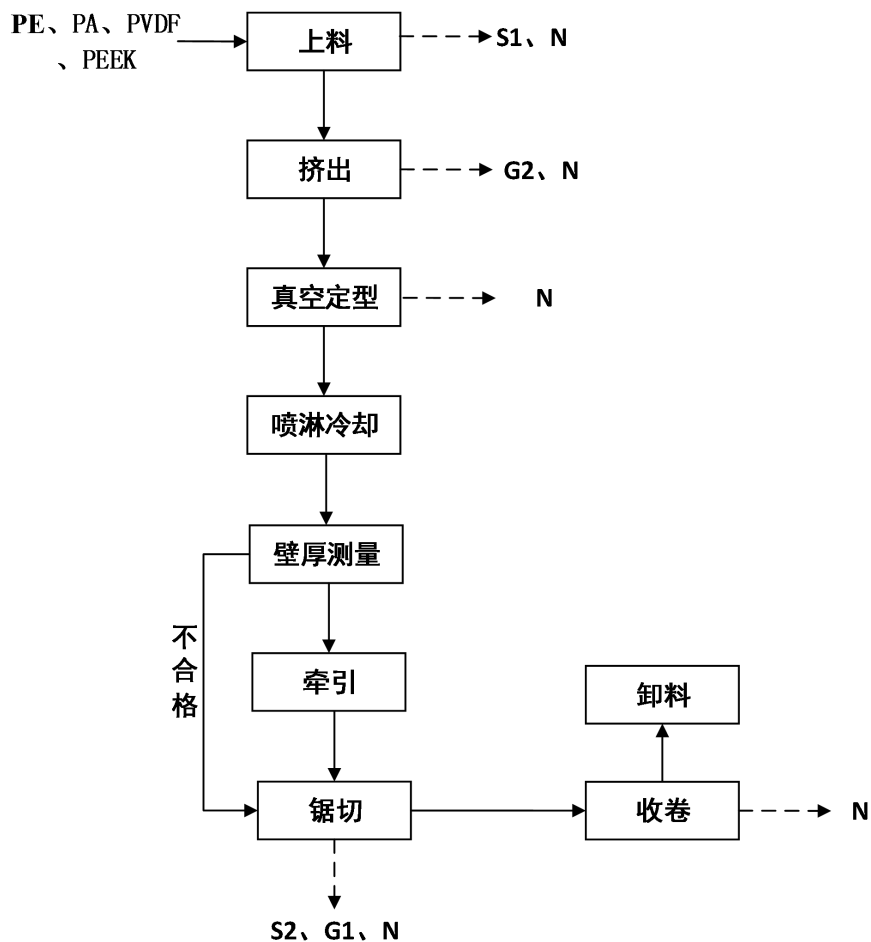 PE、PA、PVDF
、PEEK
上料
S1、N
挤出
G2、N
真空定型
N
喷淋冷却
壁厚测量
不合格
牵引
卸料
锯切
收卷
N
S2、G1、N